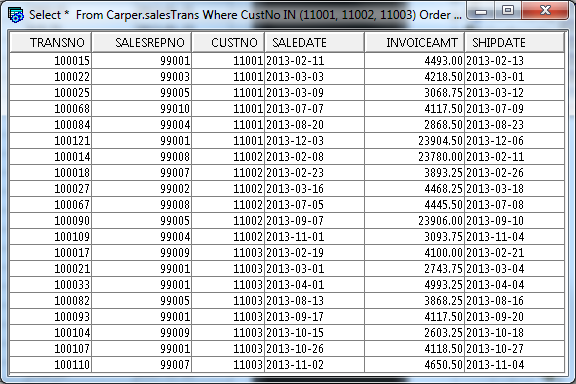 Select *  From Carper.salesTrans Where CustNo IN (11001, 11002, 11003) Order ...
TRANSNO SALESREPNO CUSTNO SALEDATE INVOICEAMT SHIPDATE
100015 99001 11001 2013-02-11 4493.00 2013-02-13
100022 99003 11001 2013-03-03 4218.50 2013-03-01
100025 99005 11001 2013-03-09 3068.75 2013-03-12
100068 99010 11001 2013-07-07 4117.50 2013-07-09
100084 99004 11001 2013-08-20 2868.50 2013-08-23
100121 99001 11001 2013-12-03 23904.50 2013-12-06
100014 99008 11002 2013-02-08 23780.00 2013-02-11
100018 99007 11002 2013-02-23 3893.25 2013-02-26
100027 99002 11002 2013-03-16 4468.25 2013-03-18
100067 99008 11002 2013-07-05 4445.50 2013-07-08
100090 99005 11002 2013-09-07 23906.00 2013-09-10
100109 99004 11002 2013-11-01 3093.75 2013-11-04
100017 99009 11003 2013-02-19 4100.00 2013-02-21
100021 99001 11003 2013-03-01 2743.75 2013-03-04
100033 99001 11003 2013-04-01 4993.25 2013-04-04
100082 99005 11003 2013-08-13 3868.25 2013-08-16
100093 99001 11003 2013-09-17 4117.50 2013-09-20
100104 99009 11003 2013-10-15 2603.25 2013-10-18
100107 99001 11003 2013-10-26 4118.50 2013-10-27
100110 99007 11003 2013-11-02 4650.50 2013-11-04